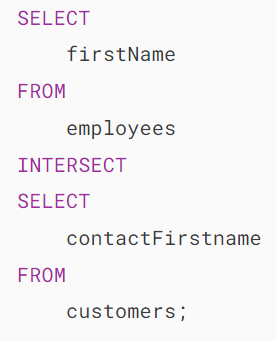 SELECT
firstName
FROM
employees
INTERSECT
SELECT
contactFirstname
FROM
customers;